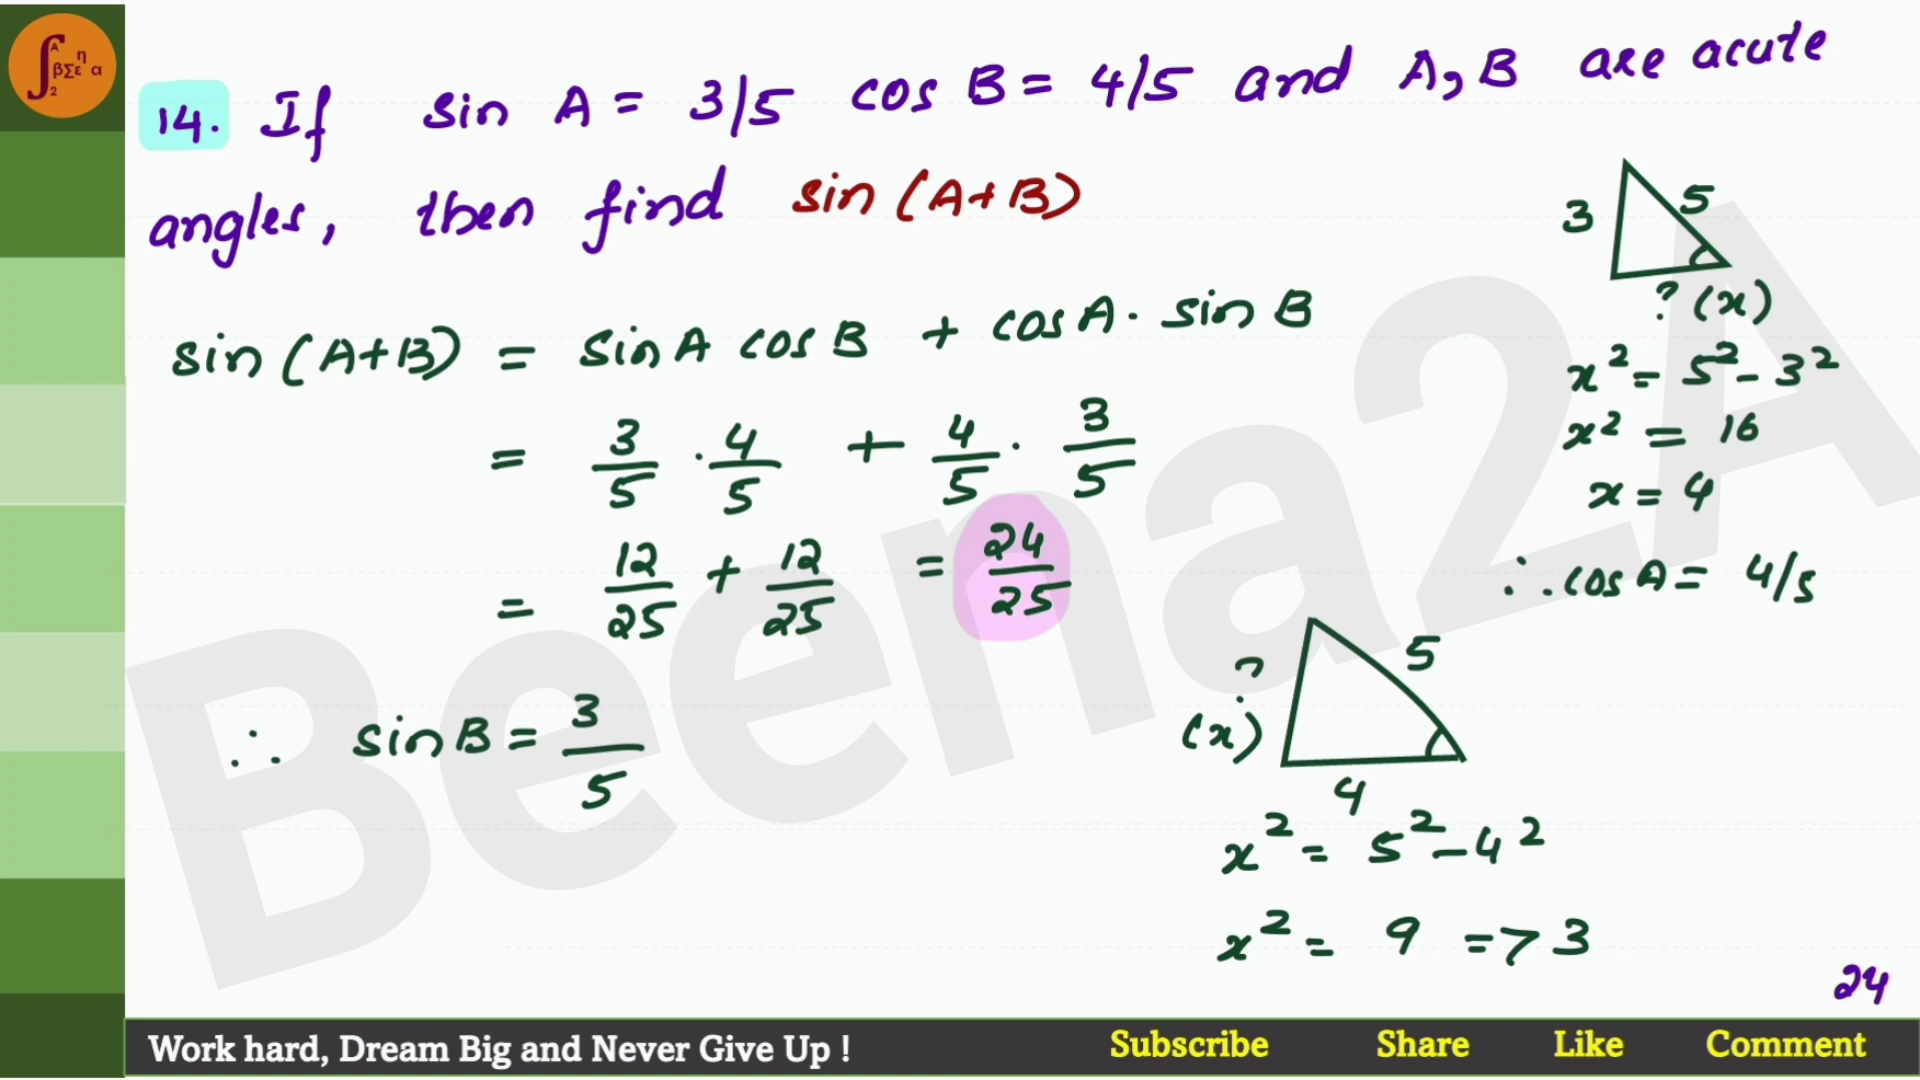 14. If sin A = 3/5 cos B = 4/5 and A, B are acute
angles, then find sin (A+B)
sin (A+B) = sin A cos B + cos A · sin B
= 3/5 · 4/5 + 4/5 · 3/5
= 12/25 + 12/25 = 24/25
∴ sin B = 3/5
3 5
? (x)
x² = 5² - 3²
x² = 16
x = 4
∴ cos A = 4/5
?
(x)
5
4
x² = 5² - 4²
x² = 9 => 3
24
Beena2A
Work hard, Dream Big and Never Give Up !
Subscribe Share Like Comment
∫ A 2 βΣε η α